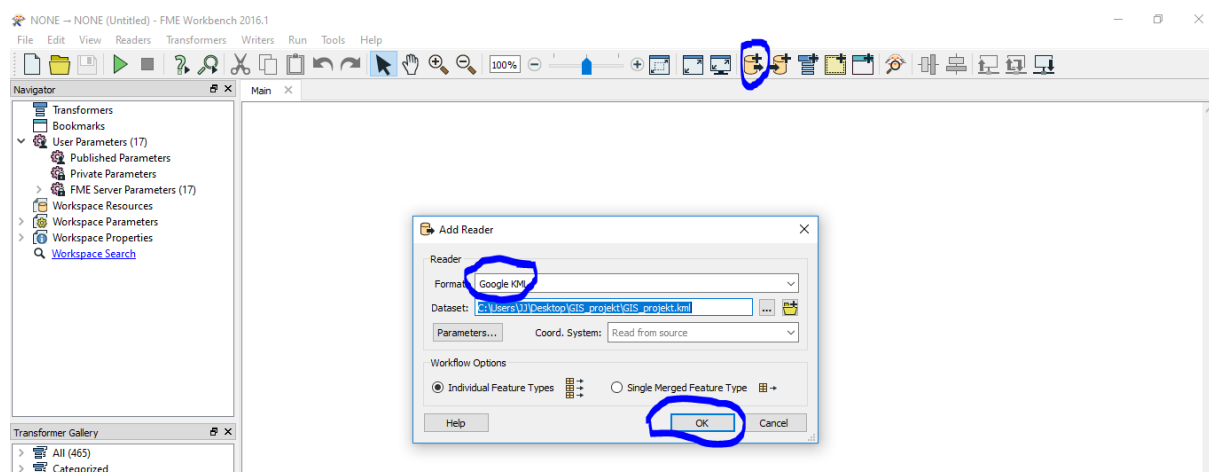 NONE → NONE (Untitled) - FME Workbench 2016.1
File Edit View Readers Transformers Writers Run Tools Help
100%
Navigator
Main
Transformers
Bookmarks
User Parameters (17)
Published Parameters
Private Parameters
FME Server Parameters (17)
Workspace Resources
Workspace Parameters
Workspace Properties
Workspace Search
Add Reader
Reader
Format: Google KML
Dataset: C:\Users\JJ\Desktop\GIS_projekt\GIS_projekt.kml ...
Parameters... Coord. System: Read from source
Workflow Options
Individual Feature Types Single Merged Feature Type
Help OK Cancel
Transformer Gallery
All (465)
Categorized